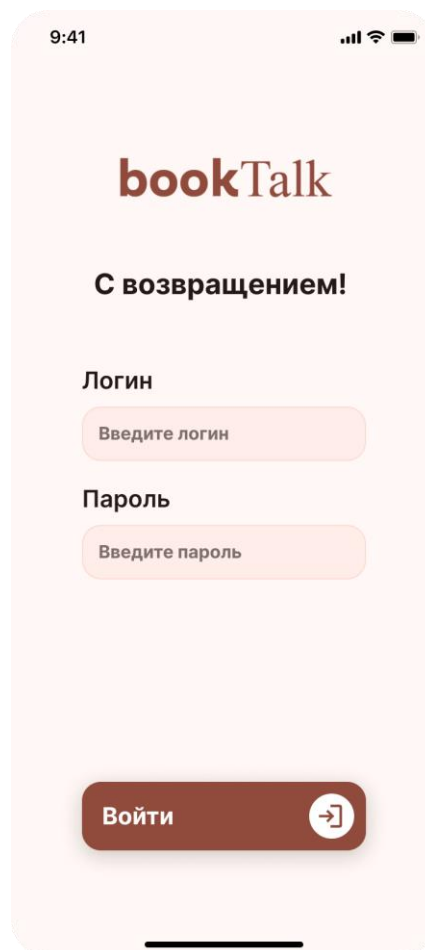 9:41
bookTalk
С возвращением!
Логин
Введите логин
Пароль
Введите пароль
Войти